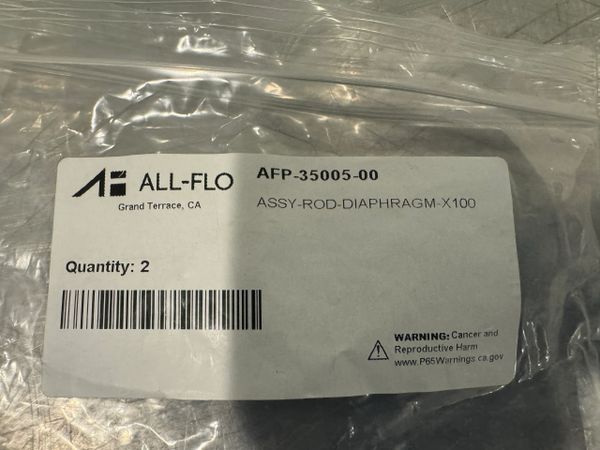 AF ALL-FLO
Grand Terrace, CA
AFP-35005-00
ASSY-ROD-DIAPHRAGM-X100
Quantity: 2
WARNING: Cancer and
Reproductive Harm
www.P65Warnings.ca.gov